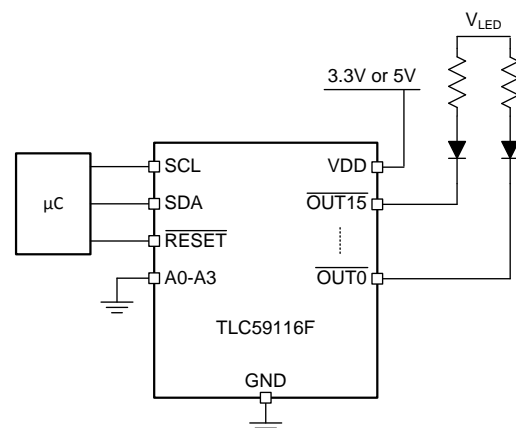 V_LED
3.3V or 5V
SCL
VDD
µC
SDA
OUT15
RESET
A0-A3
OUT0
TLC59116F
GND